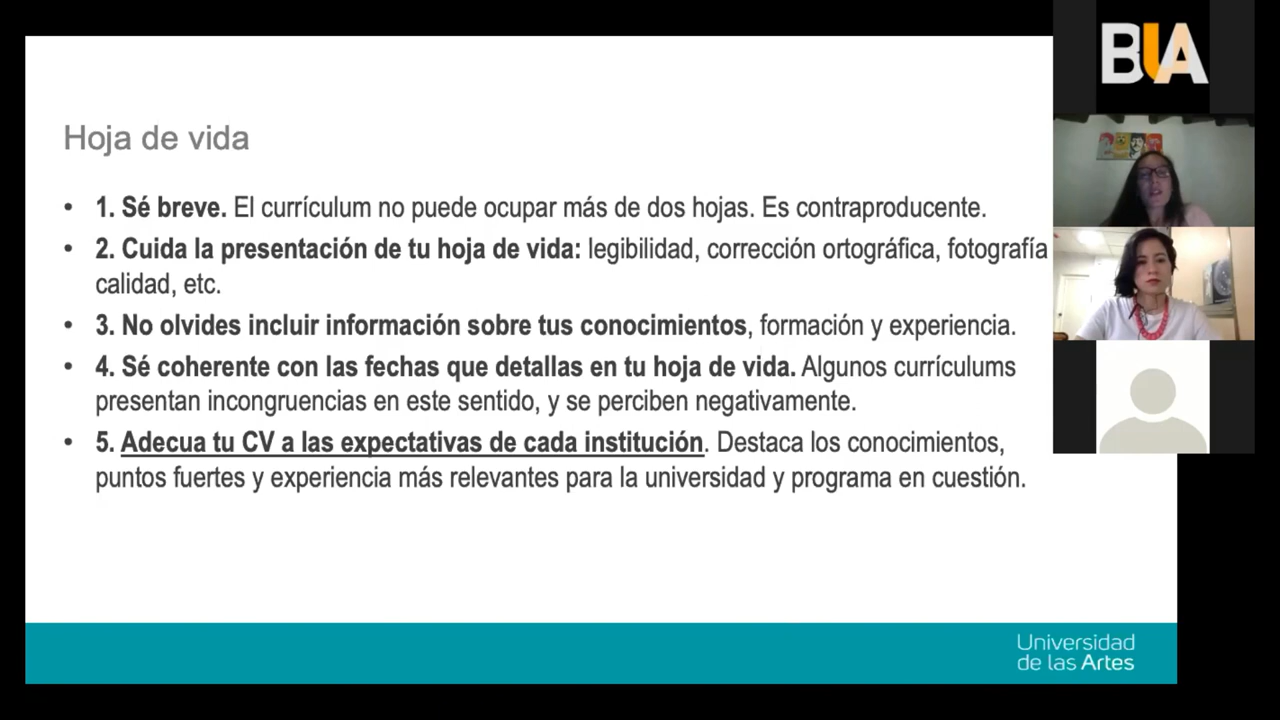 BUA
Hoja de vida
• 1. Sé breve. El currículum no puede ocupar más de dos hojas. Es contraproducente.
• 2. Cuida la presentación de tu hoja de vida: legibilidad, corrección ortográfica, fotografía
calidad, etc.
• 3. No olvides incluir información sobre tus conocimientos, formación y experiencia.
• 4. Sé coherente con las fechas que detallas en tu hoja de vida. Algunos currículums
presentan incongruencias en este sentido, y se perciben negativamente.
• 5. Adecua tu CV a las expectativas de cada institución. Destaca los conocimientos,
puntos fuertes y experiencia más relevantes para la universidad y programa en cuestión.
Universidad
de las Artes